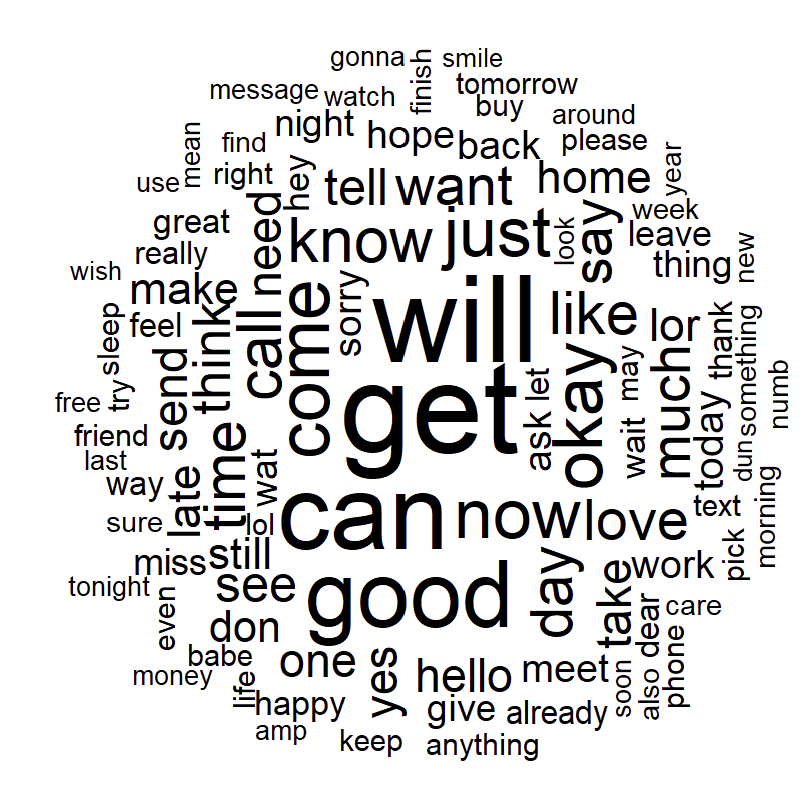 gonna
smile
finish
tomorrow
message
watch
buy
around
night
hope
back
please
find
mean
right
hey
tell
want
home
year
use
great
need
know
just
look
say
week
leave
really
thing
new
wish
make
call
come
sorry
will
like
lor
thank
something
sleep
feel
think
get
okay
may
much
numb
free
try
send
let
ask
wait
today
dun
friend
last
way
late
time
wat
can
now
love
text
morning
sure
lol
still
pick
miss
work
tonight
see
good
day
take
care
even
don
dear
babe
one
yes
hello
meet
soon
also
phone
money
life
happy
give
already
amp
keep
anything